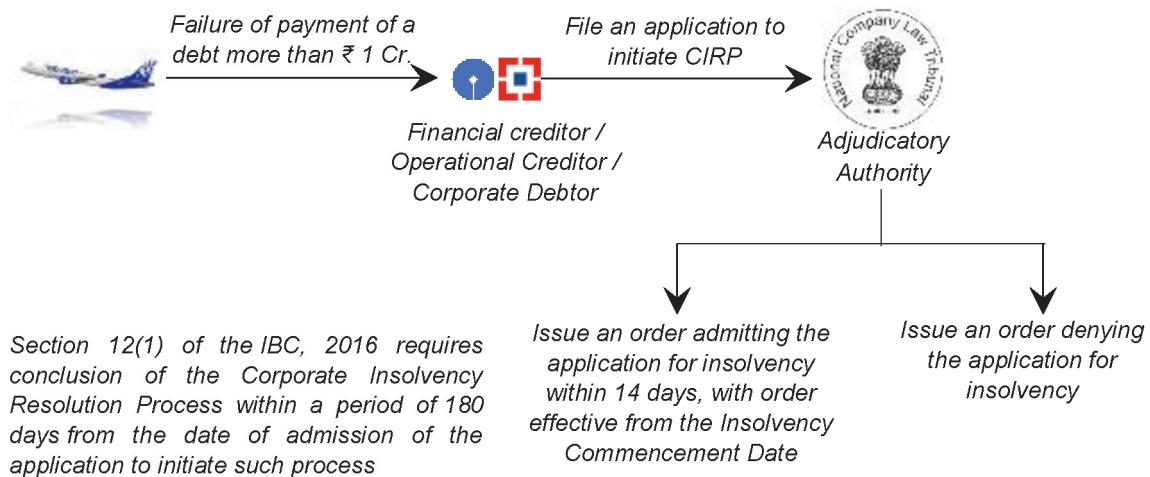 Failure of payment of a
debt more than ₹ 1 Cr.
File an application to
initiate CIRP
National Company Law Tribunal
Financial creditor /
Operational Creditor /
Corporate Debtor
Adjudicatory
Authority
Section 12(1) of the IBC, 2016 requires
conclusion of the Corporate Insolvency
Resolution Process within a period of 180
days from the date of admission of the
application to initiate such process
Issue an order admitting the
application for insolvency
within 14 days, with order
effective from the Insolvency
Commencement Date
Issue an order denying
the application for
insolvency